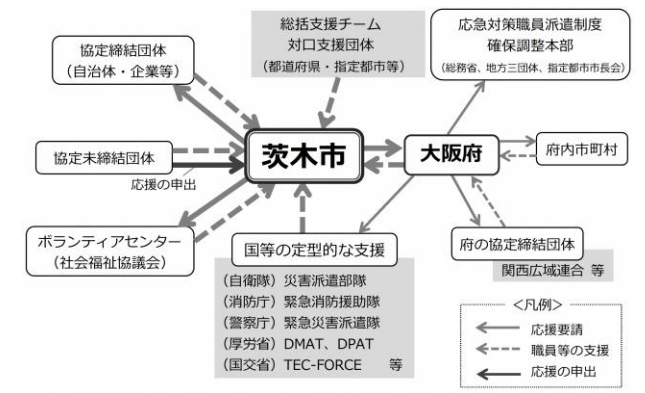 協定締結団体
（自治体・企業等）
総括支援チーム
対口支援団体
（都道府県・指定都市等）
応急対策職員派遣制度
確保調整本部
（総務省、地方三団体、指定都市市長会）
協定未締結団体
応援の申出
茨木市
大阪府
府内市町村
ボランティアセンター
（社会福祉協議会）
国等の定型的な支援
（自衛隊）災害派遣部隊
（消防庁）緊急消防援助隊
（警察庁）緊急災害派遣隊
（厚労省）DMAT、DPAT
（国交省）TEC-FORCE 等
府の協定締結団体
関西広域連合 等
＜凡例＞
応援要請
職員等の支援
応援の申出